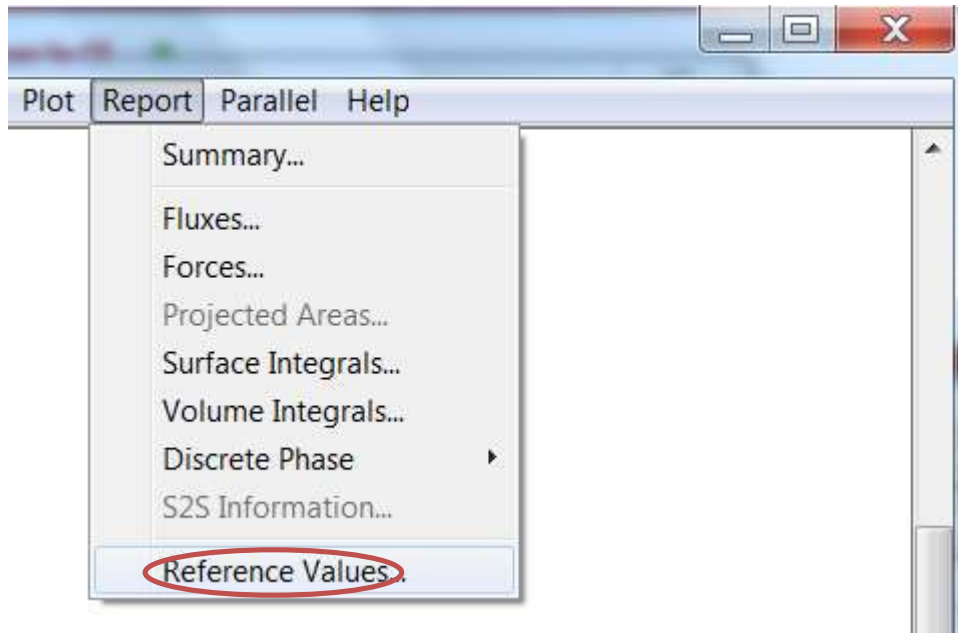 Plot Report Parallel Help
Summary...
Fluxes...
Forces...
Projected Areas...
Surface Integrals...
Volume Integrals...
Discrete Phase
S2S Information...
Reference Values...